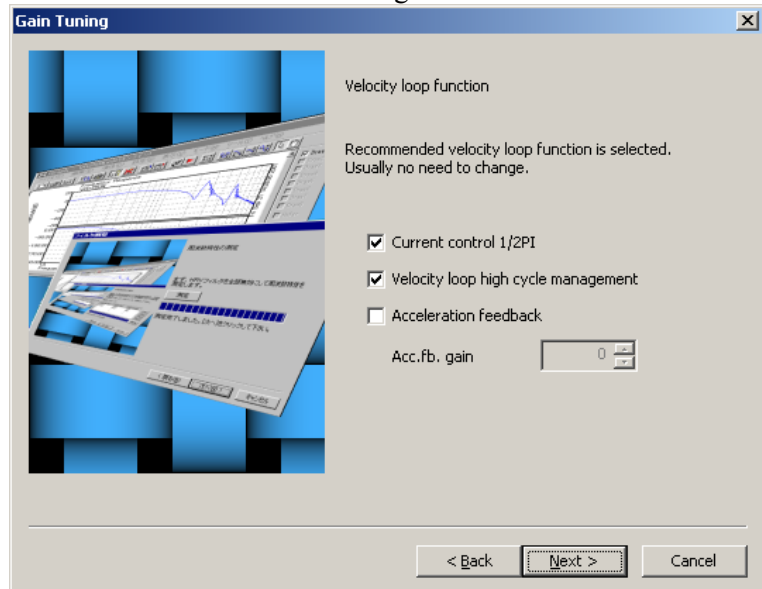 Gain Tuning
Velocity loop function
Recommended velocity loop function is selected.
Usually no need to change.
Current control 1/2PI
Velocity loop high cycle management
Acceleration feedback
Acc.fb. gain
0
< Back
Next >
Cancel